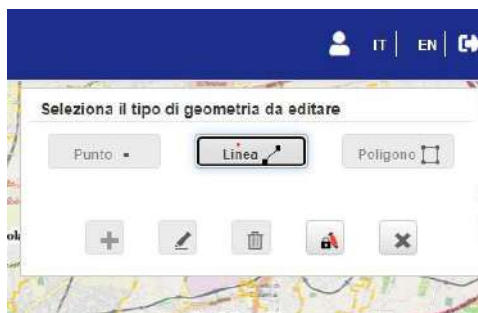 IT | EN |
Seleziona il tipo di geometria da editare
Punto
Linea
Poligono